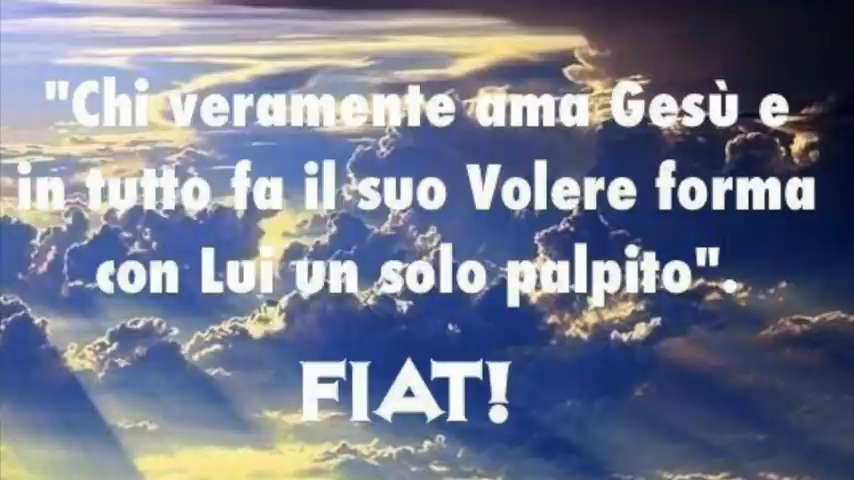 "Chi veramente ama Gesù e
in tutto fa il suo Volere forma
con Lui un solo palpito".
FIAT!